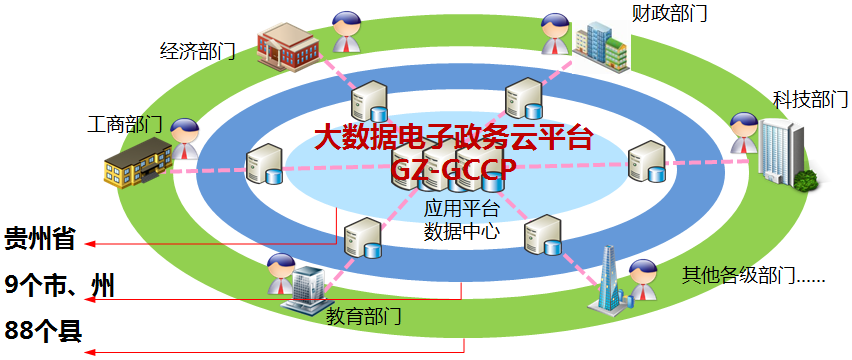 财政部门
经济部门
科技部门
工商部门
大数据电子政务云平台
GZ-GCCP
应用平台
数据中心
贵州省
其他各级部门......
9个市、州
教育部门
88个县